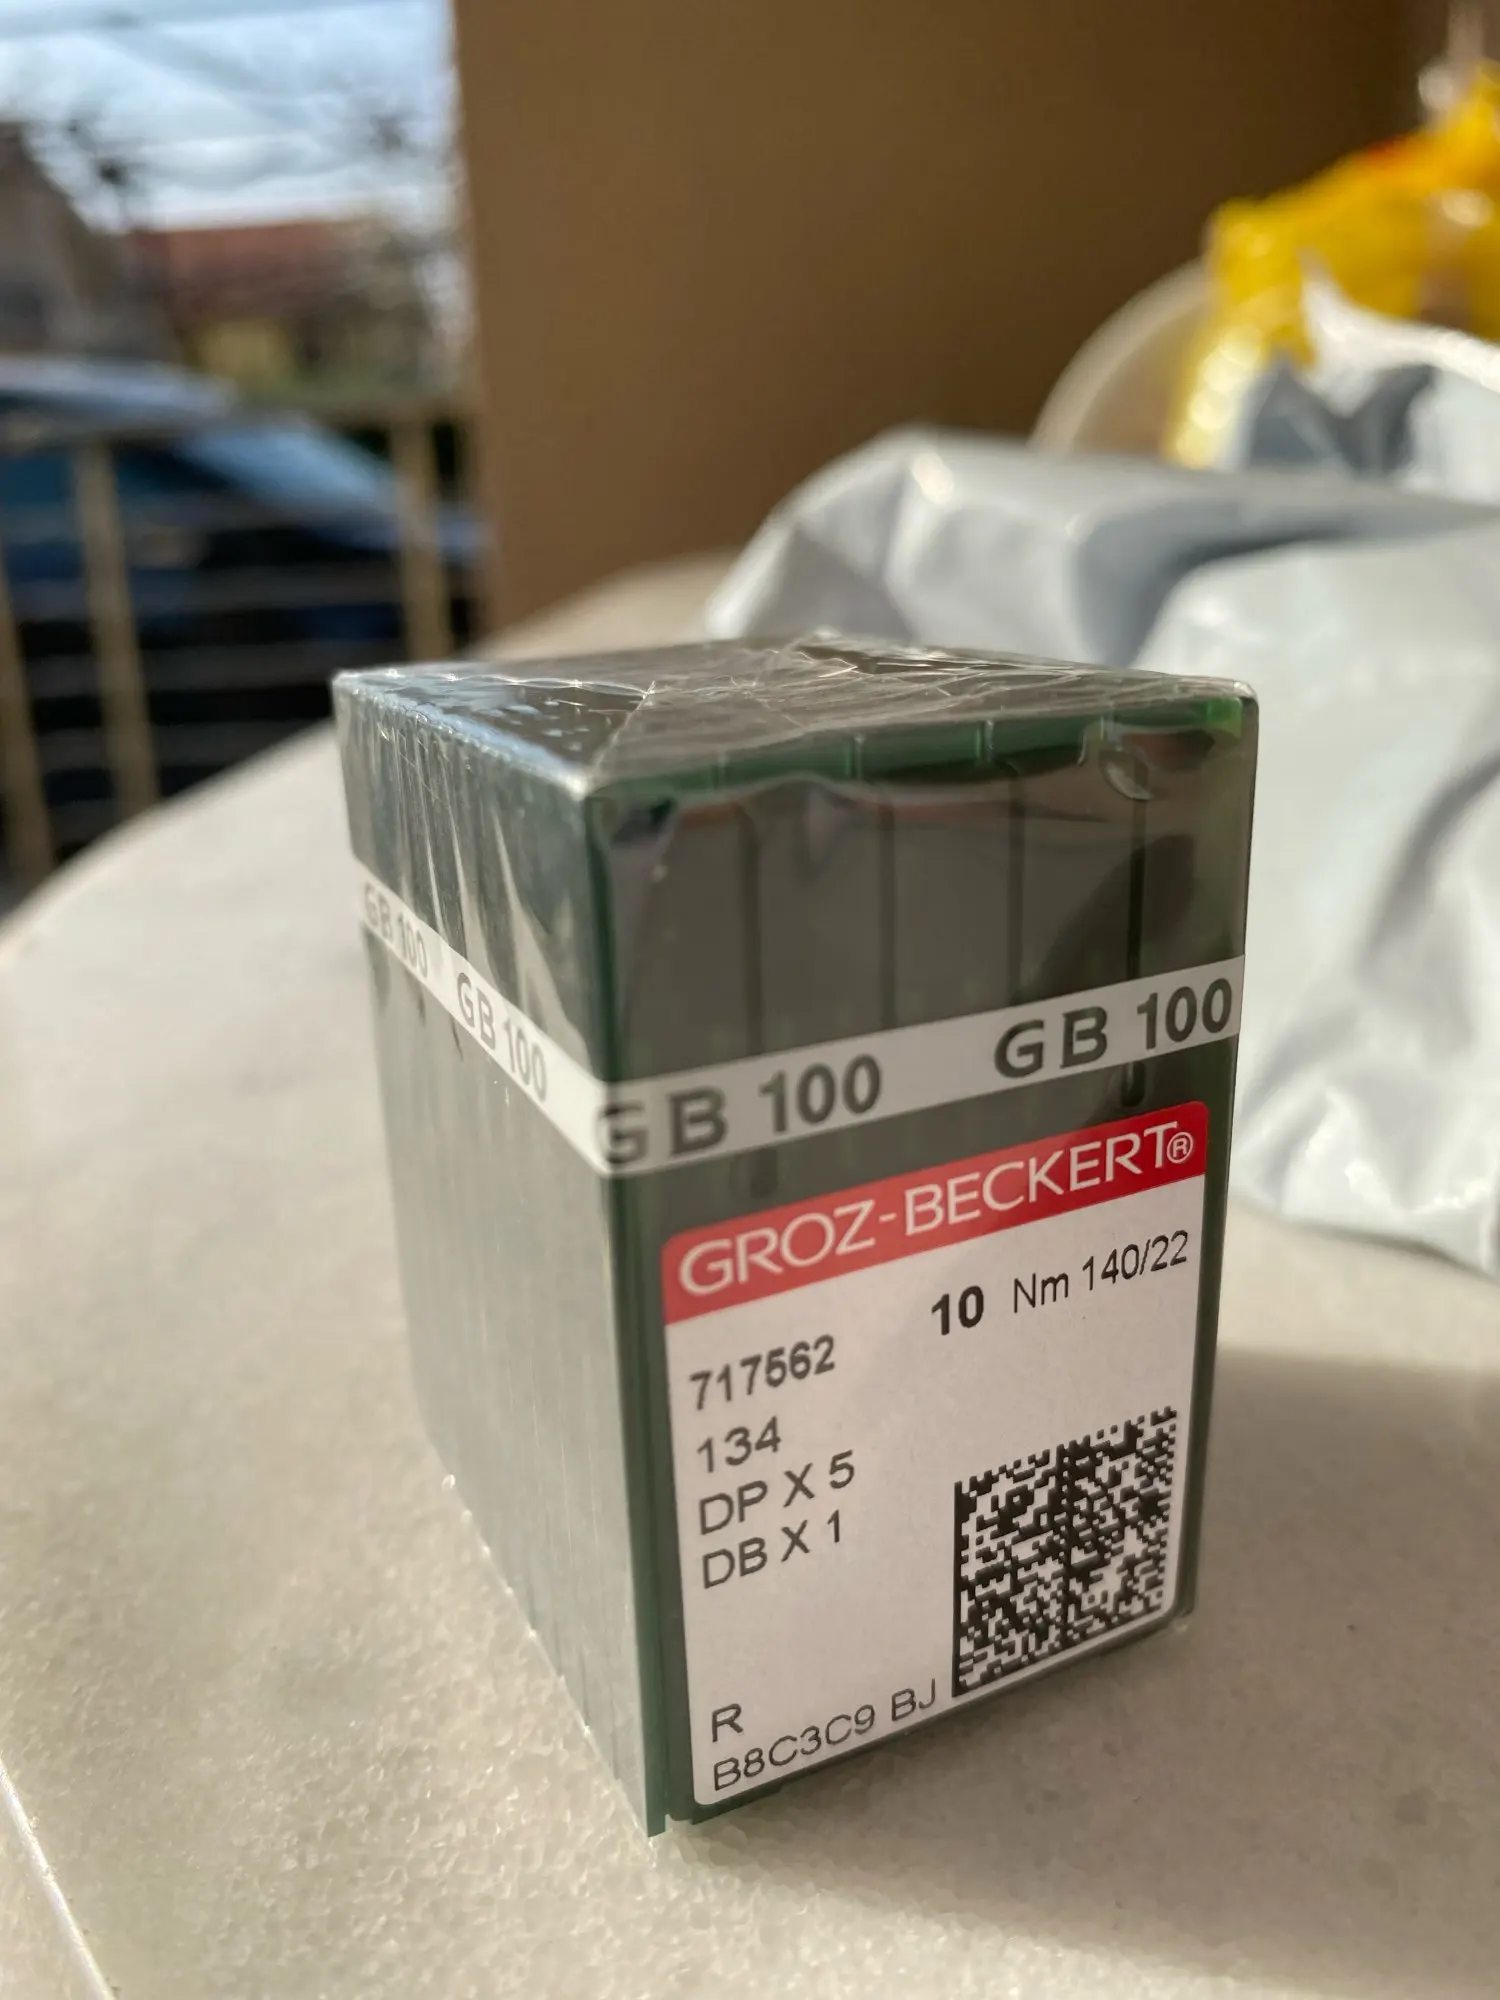 GB 100 GB 100 GB 100 GB 100
GROZ-BECKERT®
10 Nm 140/22
717562
134
DP X 5
DB X 1
R
B8C3C9 BJ